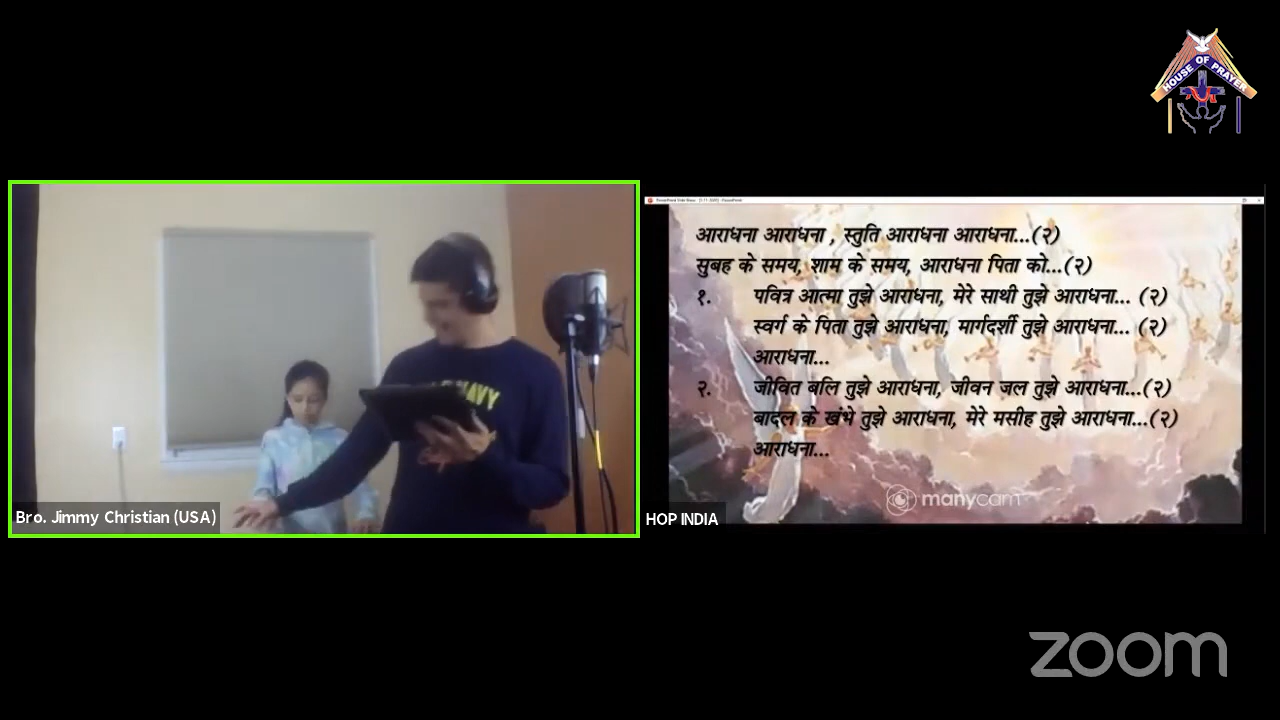 HOUSE OF PRAYER
आराधना आराधना , स्तुति आराधना आराधना...(२)
सुबह के समय, शाम के समय, आराधना पिता को...(२)
१. पवित्र आत्मा तुझे आराधना, मेरे साथी तुझे आराधना... (२)
स्वर्ग के पिता तुझे आराधना, मार्गदर्शी तुझे आराधना... (२)
आराधना...
२. जीवित बलि तुझे आराधना, जीवन जल तुझे आराधना...(२)
बादल के खंभे तुझे आराधना, मेरे मसीह तुझे आराधना...(२)
आराधना...
manycam
NAVY
Bro. Jimmy Christian (USA)
HOP INDIA
zoom